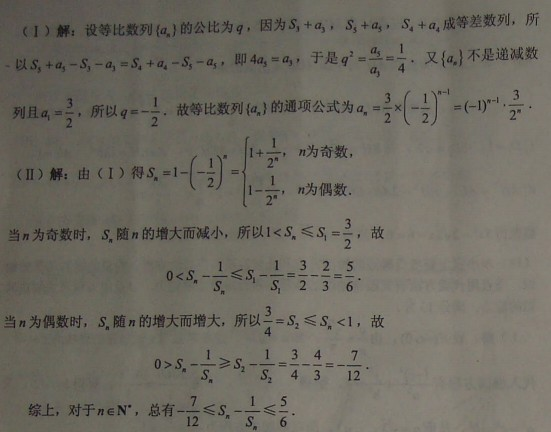 （Ⅰ）解：设等比数列{aₙ}的公比为q，因为S₃+a₃，S₅+a₅，S₄+a₄成等差数列，所
以S₅+a₅−S₃−a₃=S₄+a₄−S₅−a₅，即4a₅=a₃，于是q²=a₅/a₃=1/4．又{aₙ}不是递减数
列且a₁=3/2，所以q=−1/2．故等比数列{aₙ}的通项公式为aₙ=3/2×(−1/2)ⁿ⁻¹=(−1)ⁿ⁻¹·3/2ⁿ．
（Ⅱ）解：由（Ⅰ）得Sₙ=1−(−1/2)ⁿ={1+1/2ⁿ，n为奇数，
1−1/2ⁿ，n为偶数．
当n为奇数时，Sₙ随n的增大而减小，所以1<Sₙ≤S₁=3/2，故
0<Sₙ−1/Sₙ≤S₁−1/S₁=3/2−2/3=5/6．
当n为偶数时，Sₙ随n的增大而增大，所以3/4=S₂≤Sₙ<1，故
0>Sₙ−1/Sₙ≥S₂−1/S₂=3/4−4/3=−7/12．
综上，对于n∈N*，总有−7/12≤Sₙ−1/Sₙ≤5/6．